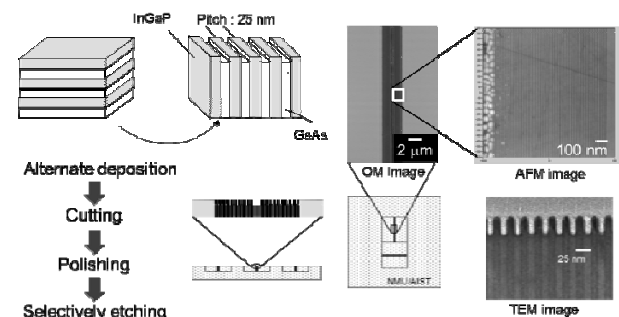 InGaP
Pitch : 25 nm
GaAs
Alternate deposition
Cutting
Polishing
Selectively etching
2 μm
OM Image
100 nm
AFM image
NMIJ/AIST
25 nm
TEM image